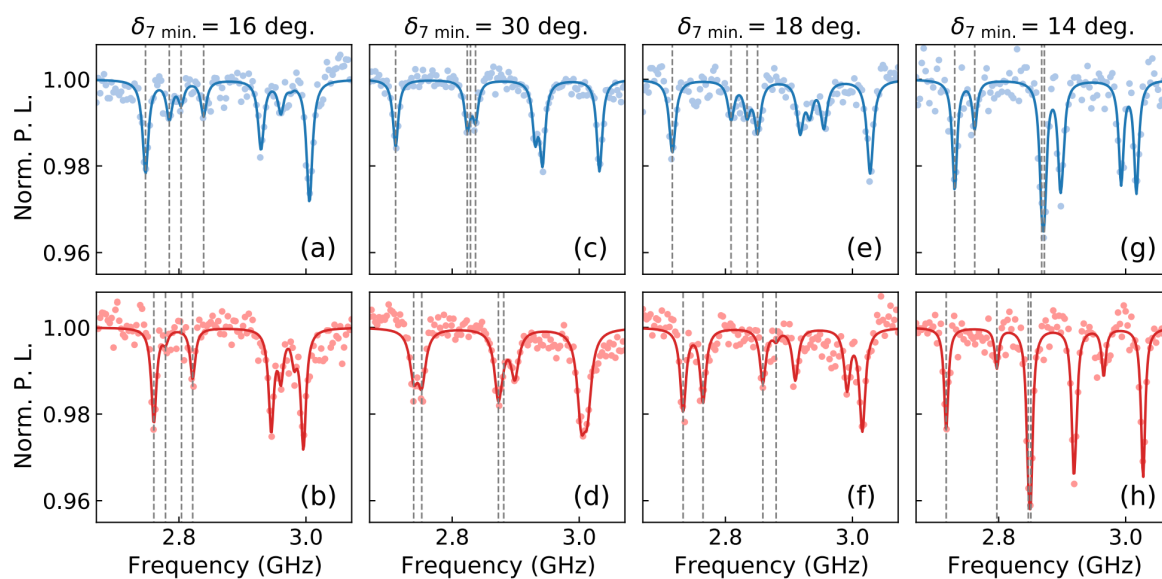 δ7 min. = 16 deg. δ7 min. = 30 deg. δ7 min. = 18 deg. δ7 min. = 14 deg.
Norm. P. L.
1.00
0.98
0.96
(a) (c) (e) (g)
Norm. P. L.
1.00
0.98
0.96
(b) (d) (f) (h)
2.8 3.0 2.8 3.0 2.8 3.0 2.8 3.0
Frequency (GHz) Frequency (GHz) Frequency (GHz) Frequency (GHz)